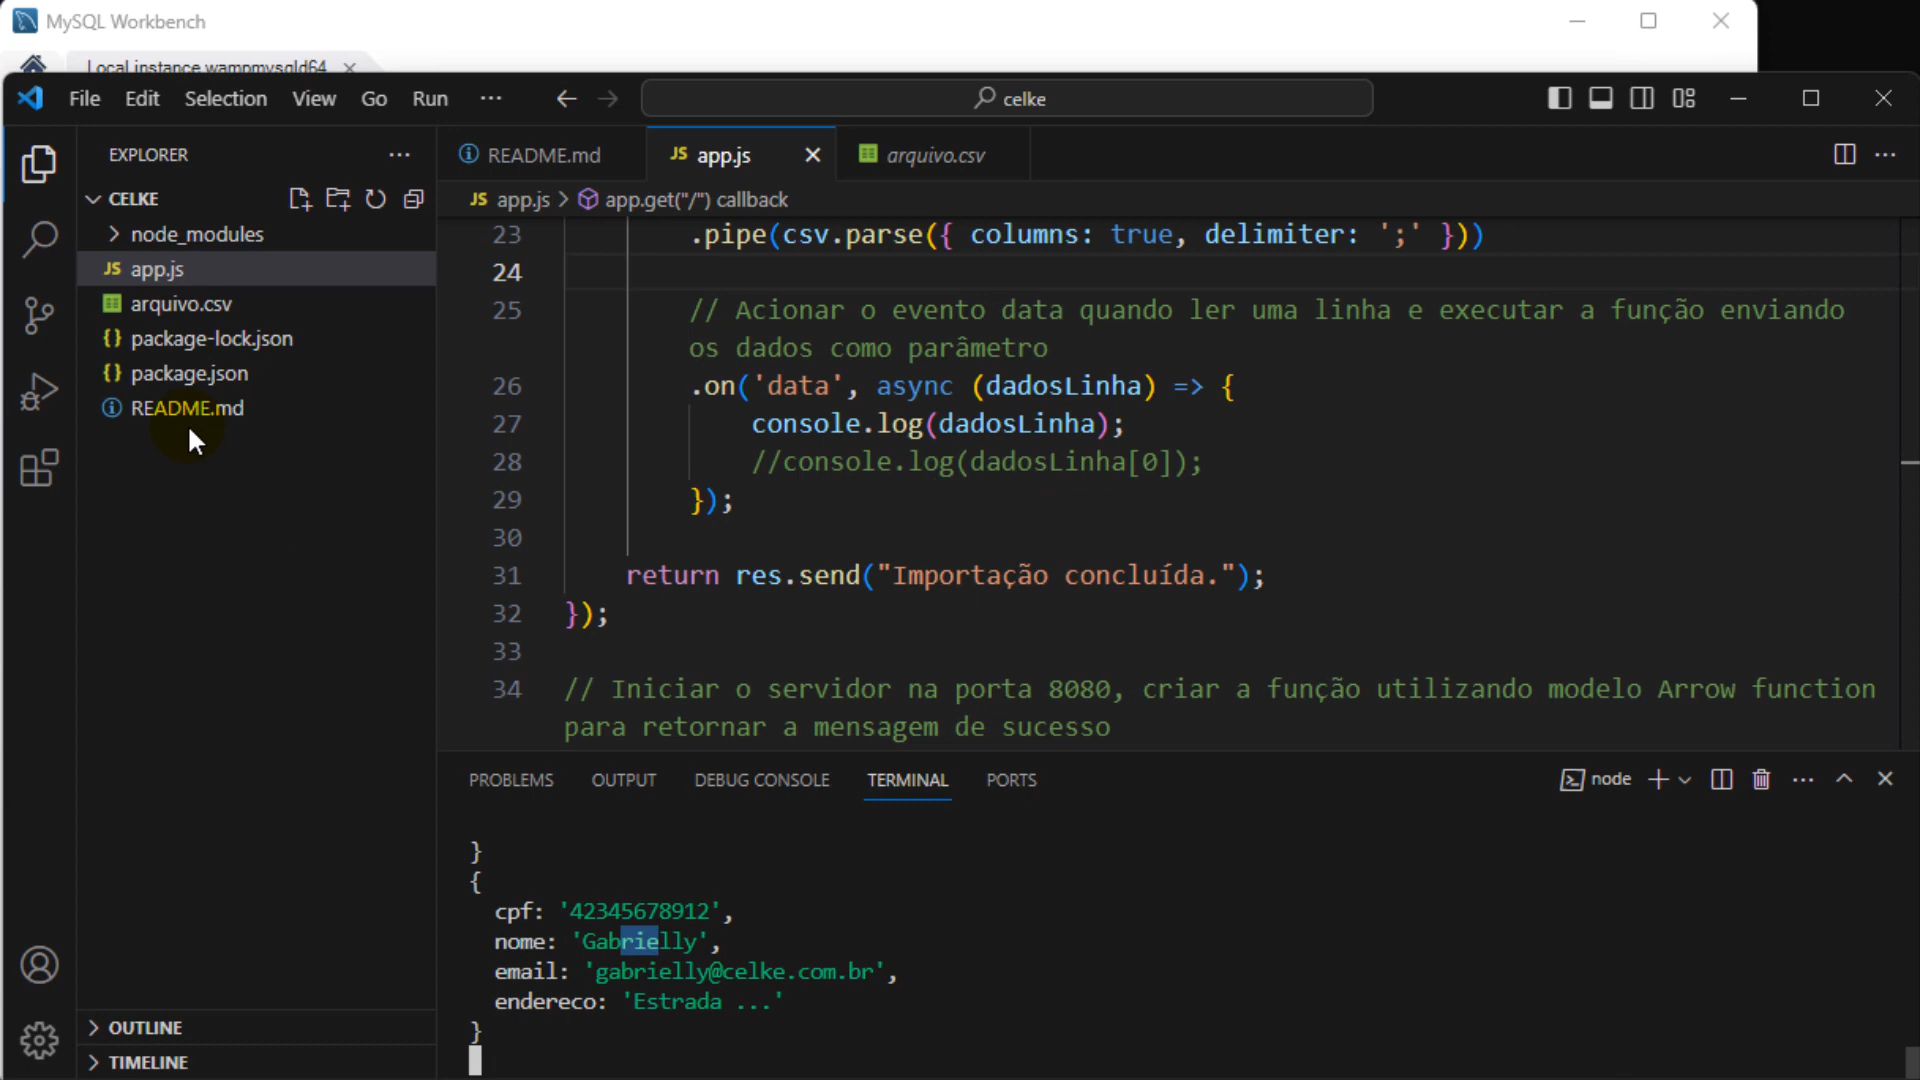 MySQL Workbench
Local instance wampmysqld64
File Edit Selection View Go Run ··· celke
EXPLORER
README.md
JS app.js
arquivo.csv
CELKE
JS app.js > app.get("/") callback
node_modules
JS app.js
arquivo.csv
{} package-lock.json
{} package.json
README.md
23 .pipe(csv.parse({ columns: true, delimiter: ';' }))
24
25 // Acionar o evento data quando ler uma linha e executar a função enviando
os dados como parâmetro
26 .on('data', async (dadosLinha) => {
27 console.log(dadosLinha);
28 //console.log(dadosLinha[0]);
29 });
30
31 return res.send("Importação concluída.");
32 });
33
34 // Iniciar o servidor na porta 8080, criar a função utilizando modelo Arrow function
para retornar a mensagem de sucesso
PROBLEMS OUTPUT DEBUG CONSOLE TERMINAL PORTS node
}
{
cpf: '42345678912',
nome: 'Gabrielly',
email: 'gabrielly@celke.com.br',
endereco: 'Estrada ...'
}
OUTLINE
TIMELINE